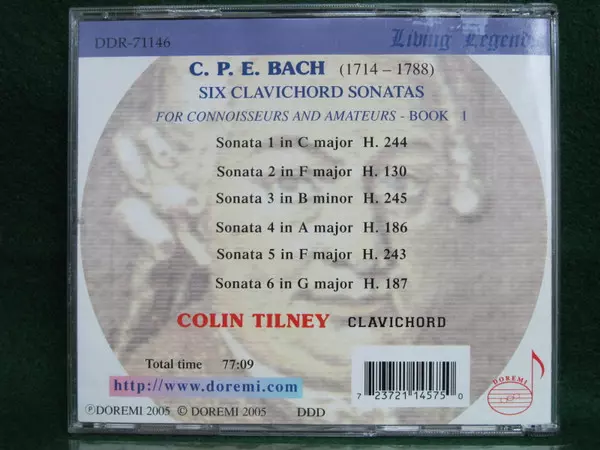 DDR-71146
Living Legends
C. P. E. BACH (1714 – 1788)
SIX CLAVICHORD SONATAS
FOR CONNOISSEURS AND AMATEURS - BOOK I
Sonata 1 in C major H. 244
Sonata 2 in F major H. 130
Sonata 3 in B minor H. 245
Sonata 4 in A major H. 186
Sonata 5 in F major H. 243
Sonata 6 in G major H. 187
COLIN TILNEY CLAVICHORD
Total time 77:09
http://www.doremi.com
7 23721 14575 0
DOREMI
℗DOREMI 2005 © DOREMI 2005 DDD